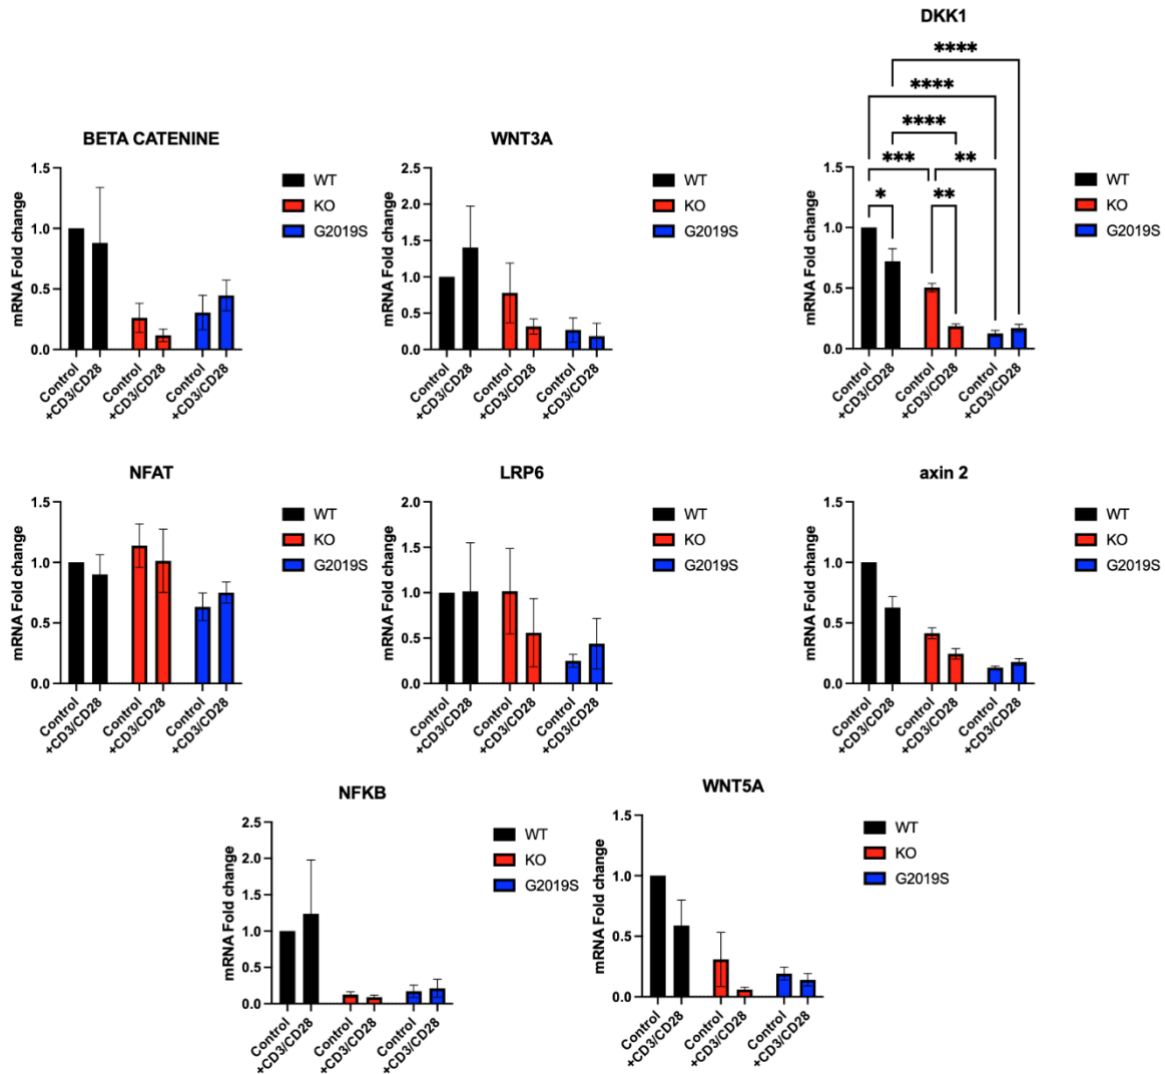 DKK1
****
****
****
*** **
* **
mRNA Fold change
1.5
1.0
0.5
0.0
Control
+CD3/CD28
Control
+CD3/CD28
Control
+CD3/CD28
WT
KO
G2019S
BETA CATENINE
mRNA Fold change
1.5
1.0
0.5
0.0
Control
+CD3/CD28
Control
+CD3/CD28
Control
+CD3/CD28
WT
KO
G2019S
WNT3A
mRNA Fold change
2.5
2.0
1.5
1.0
0.5
0.0
Control
+CD3/CD28
Control
+CD3/CD28
Control
+CD3/CD28
WT
KO
G2019S
NFAT
mRNA Fold change
1.5
1.0
0.5
0.0
Control
+CD3/CD28
Control
+CD3/CD28
Control
+CD3/CD28
WT
KO
G2019S
LRP6
mRNA Fold change
2.0
1.5
1.0
0.5
0.0
Control
+CD3/CD28
Control
+CD3/CD28
Control
+CD3/CD28
WT
KO
G2019S
axin 2
mRNA Fold change
1.5
1.0
0.5
0.0
Control
+CD3/CD28
Control
+CD3/CD28
Control
+CD3/CD28
WT
KO
G2019S
NFKB
mRNA Fold change
2.5
2.0
1.5
1.0
0.5
0.0
Control
+CD3/CD28
Control
+CD3/CD28
Control
+CD3/CD28
WT
KO
G2019S
WNT5A
mRNA Fold change
1.5
1.0
0.5
0.0
Control
+CD3/CD28
Control
+CD3/CD28
Control
+CD3/CD28
WT
KO
G2019S